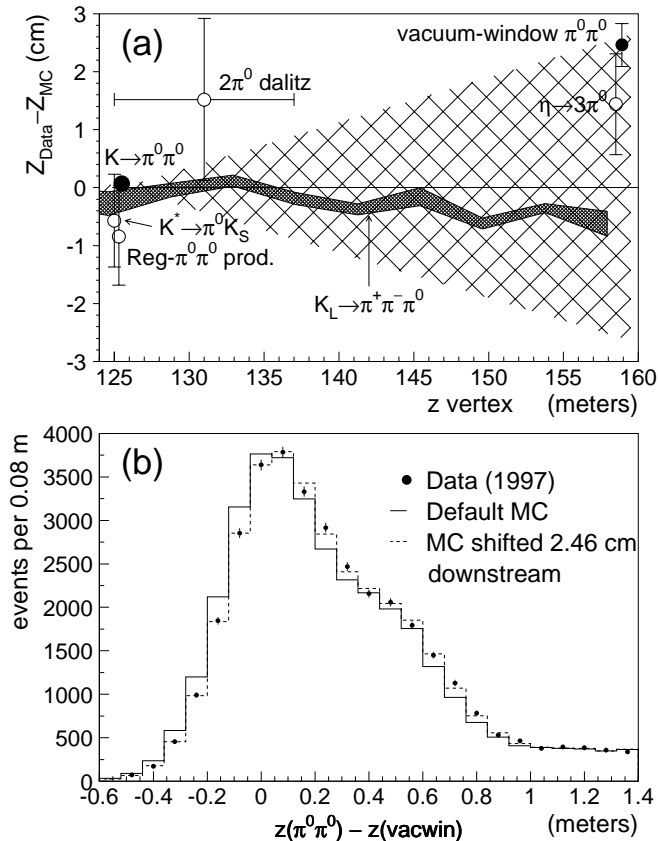 (a)
Z_Data−Z_MC (cm)
3
2
1
0
-1
-2
-3
vacuum-window π⁰π⁰
2π⁰ dalitz
η→3π⁰
K→π⁰π⁰
K*→π⁰K_S
Reg-π⁰π⁰ prod.
K_L→π⁺π⁻π⁰
125 130 135 140 145 150 155 160
z vertex (meters)
(b)
events per 0.08 m
4000
3500
3000
2500
2000
1500
1000
500
0
Data (1997)
Default MC
MC shifted 2.46 cm
downstream
-0.6 -0.4 -0.2 0 0.2 0.4 0.6 0.8 1 1.2 1.4
z(π⁰π⁰) − z(vacwin) (meters)